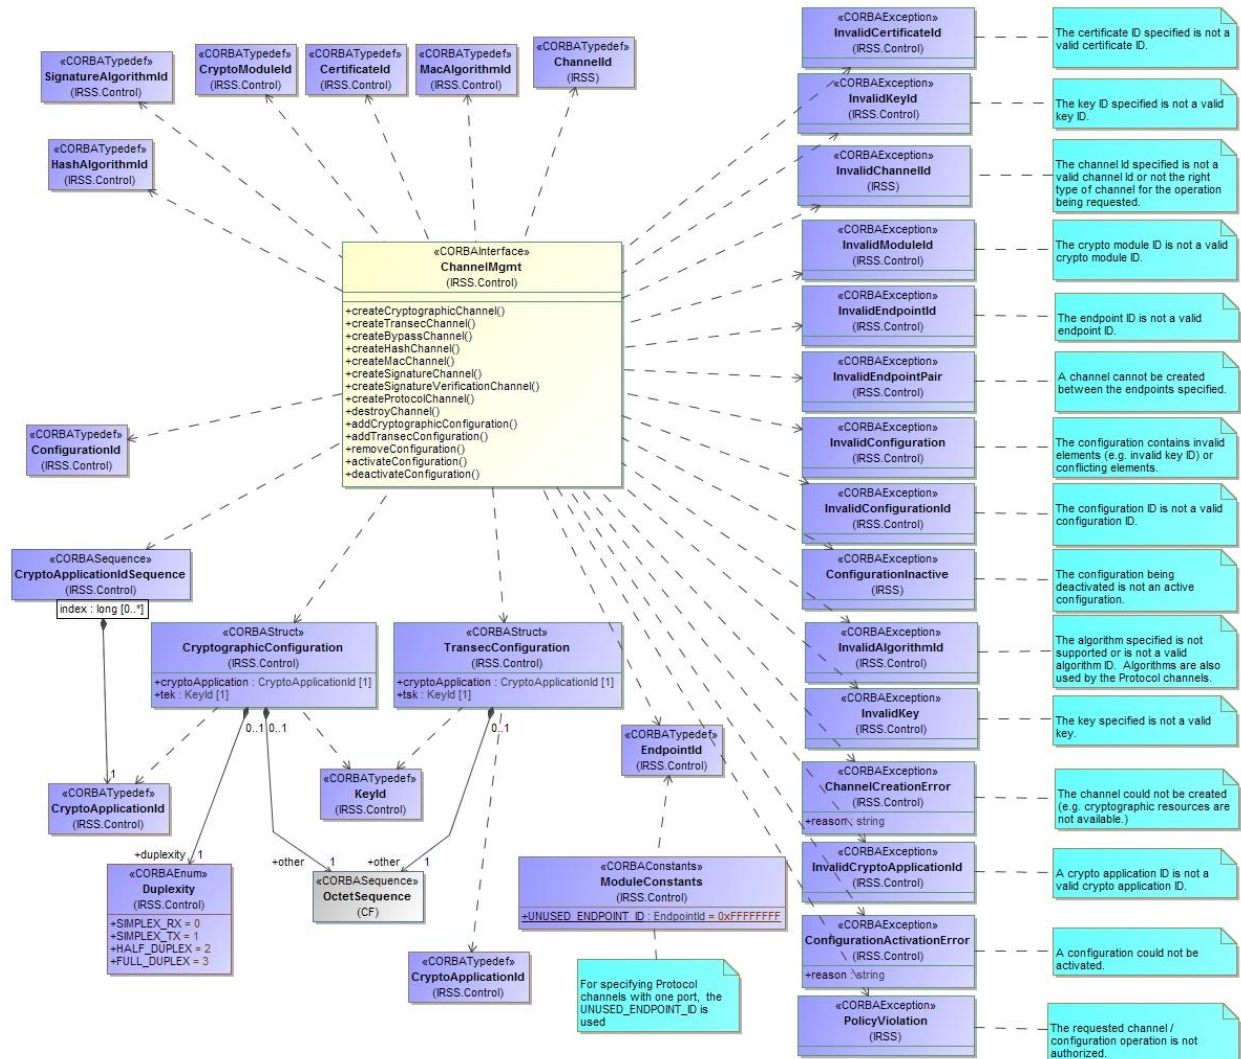 «CORBATypedef»
SignatureAlgorithmId
(IRSS.Control)
«CORBATypedef»
CryptoModuleId
(IRSS.Control)
«CORBATypedef»
CertificateId
(IRSS.Control)
«CORBATypedef»
MacAlgorithmId
(IRSS.Control)
«CORBATypedef»
ChannelId
(IRSS)
«CORBATypedef»
HashAlgorithmId
(IRSS.Control)
«CORBAInterface»
ChannelMgmt
(IRSS.Control)
+createCryptographicChannel()
+createTransecChannel()
+createBypassChannel()
+createHashChannel()
+createMacChannel()
+createSignatureChannel()
+createSignatureVerificationChannel()
+createProtocolChannel()
+destroyChannel()
+addCryptographicConfiguration()
+addTransecConfiguration()
+removeConfiguration()
+activateConfiguration()
+deactivateConfiguration()
«CORBATypedef»
ConfigurationId
(IRSS.Control)
«CORBASequence»
CryptoApplicationIdSequence
(IRSS.Control)
index : long [0..*]
«CORBAStruct»
CryptographicConfiguration
(IRSS.Control)
+cryptoApplication : CryptoApplicationId [1]
+tek : KeyId [1]
«CORBAStruct»
TransecConfiguration
(IRSS.Control)
+cryptoApplication : CryptoApplicationId [1]
+tsk : KeyId [1]
0..1
0..1
0..1
1
«CORBATypedef»
CryptoApplicationId
(IRSS.Control)
«CORBATypedef»
KeyId
(IRSS.Control)
«CORBATypedef»
EndpointId
(IRSS.Control)
+duplexity
1
+other
1
+other
1
«CORBAEnum»
Duplexity
(IRSS.Control)
+SIMPLEX_RX = 0
+SIMPLEX_TX = 1
+HALF_DUPLEX = 2
+FULL_DUPLEX = 3
«CORBASequence»
OctetSequence
(CF)
«CORBATypedef»
CryptoApplicationId
(IRSS.Control)
«CORBAConstants»
ModuleConstants
(IRSS.Control)
+UNUSED_ENDPOINT_ID : EndpointId = 0xFFFFFFFF
For specifying Protocol
channels with one port, the
UNUSED_ENDPOINT_ID is
used
«CORBAException»
InvalidCertificateId
(IRSS.Control)
The certificate ID specified is not a
valid certificate ID.
«CORBAException»
InvalidKeyId
(IRSS.Control)
The key ID specified is not a valid
key ID.
«CORBAException»
InvalidChannelId
(IRSS)
The channel Id specified is not a
valid channel Id or not the right
type of channel for the operation
being requested.
«CORBAException»
InvalidModuleId
(IRSS.Control)
The crypto module ID is not a valid
crypto module ID.
«CORBAException»
InvalidEndpointId
(IRSS.Control)
The endpoint ID is not a valid
endpoint ID.
«CORBAException»
InvalidEndpointPair
(IRSS.Control)
A channel cannot be created
between the endpoints specified.
«CORBAException»
InvalidConfiguration
(IRSS.Control)
The configuration contains invalid
elements (e.g. invalid key ID) or
conflicting elements.
«CORBAException»
InvalidConfigurationId
(IRSS.Control)
The configuration ID is not a valid
configuration ID.
«CORBAException»
ConfigurationInactive
(IRSS)
The configuration being
deactivated is not an active
configuration.
«CORBAException»
InvalidAlgorithmId
(IRSS.Control)
The algorithm specified is not
supported or is not a valid
algorithm ID. Algorithms are also
used by the Protocol channels.
«CORBAException»
InvalidKey
(IRSS.Control)
The key specified is not a valid
key.
«CORBAException»
ChannelCreationError
(IRSS.Control)
+reason : string
The channel could not be created
(e.g. cryptographic resources are
not available.)
«CORBAException»
InvalidCryptoApplicationId
(IRSS.Control)
A crypto application ID is not a
valid crypto application ID.
«CORBAException»
ConfigurationActivationError
(IRSS.Control)
+reason : string
A configuration could not be
activated.
«CORBAException»
PolicyViolation
(IRSS)
The requested channel /
configuration operation is not
authorized.